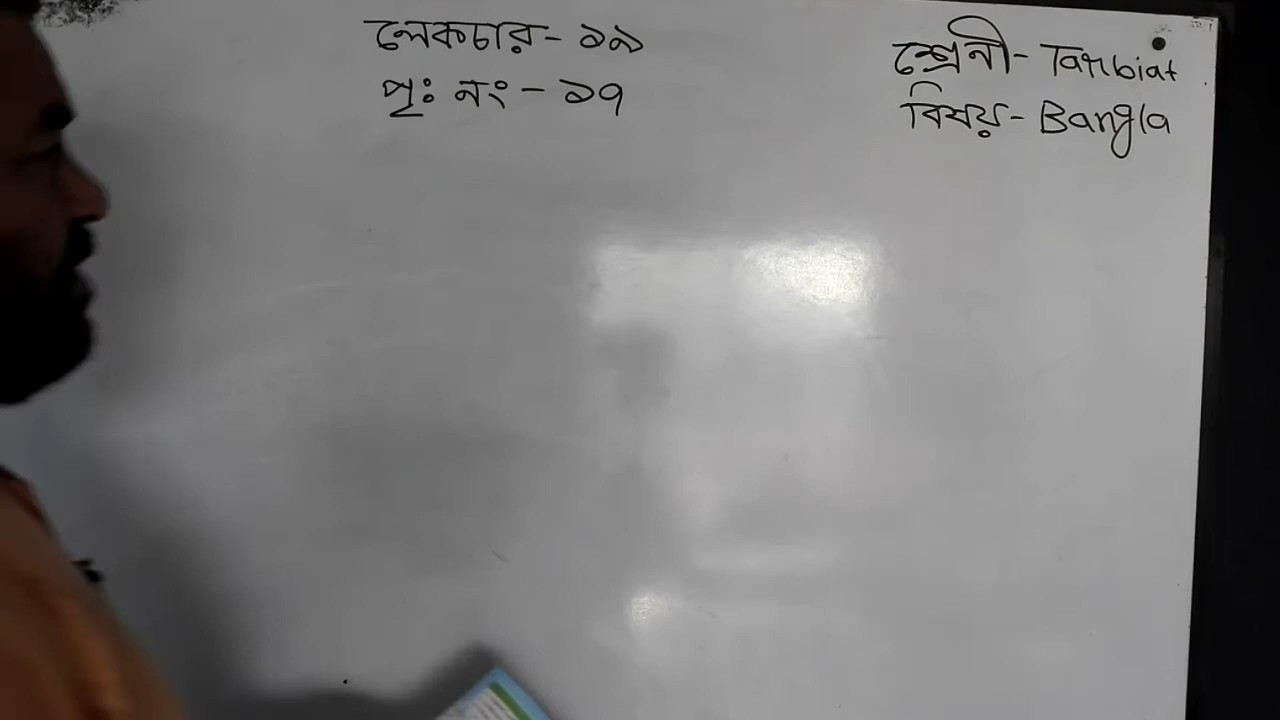 লেকচার- ১৯
পৃঃ নং - ১৭
শ্রেনী- Tarbiat
বিষয়- Bangla